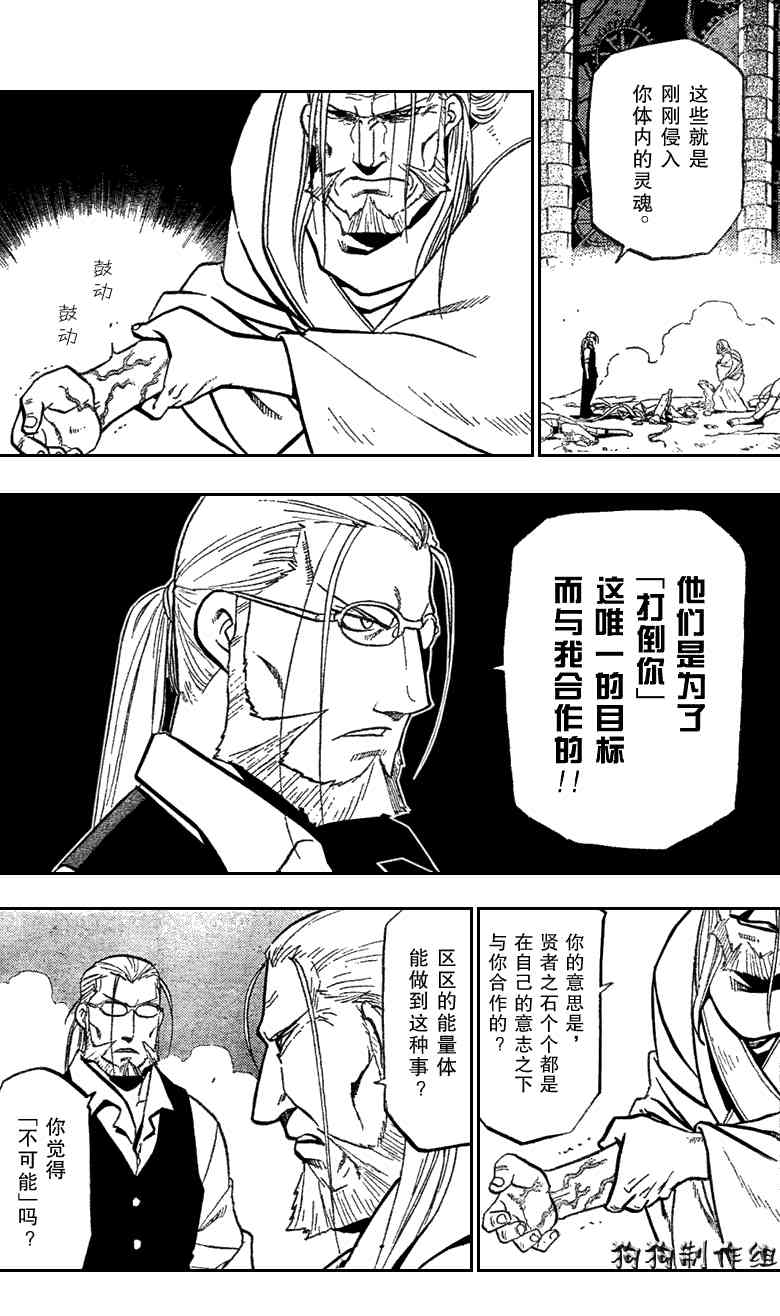 这些就是
刚刚侵入
你体内的灵魂。
鼓动
鼓动
他们是为了
「打倒你」
这唯一的目标
而与我合作的!!
你的意思是，
贤者之石个个都是
在自己的意志之下
与你合作的？
区区的能量体
能做到这种事？
你觉得
「不可能」吗？
狗狗制作组